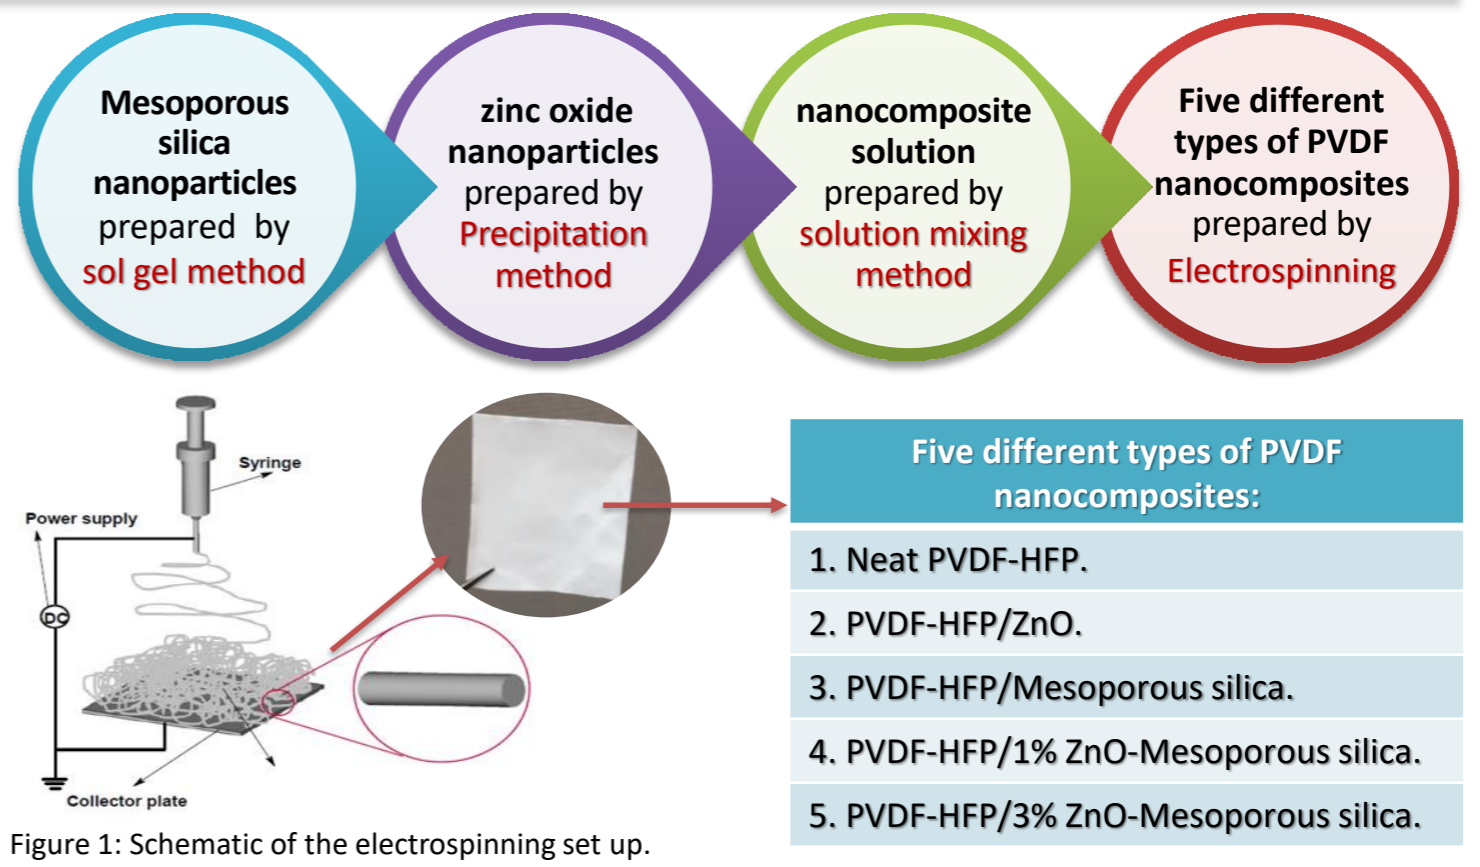 Mesoporous
silica
nanoparticles
prepared by
sol gel method
zinc oxide
nanoparticles
prepared by
Precipitation
method
nanocomposite
solution
prepared by
solution mixing
method
Five different
types of PVDF
nanocomposites
prepared by
Electrospinning
Syringe
Power supply
DC
Collector plate
Figure 1: Schematic of the electrospinning set up.
Five different types of PVDF
nanocomposites:
1. Neat PVDF-HFP.
2. PVDF-HFP/ZnO.
3. PVDF-HFP/Mesoporous silica.
4. PVDF-HFP/1% ZnO-Mesoporous silica.
5. PVDF-HFP/3% ZnO-Mesoporous silica.